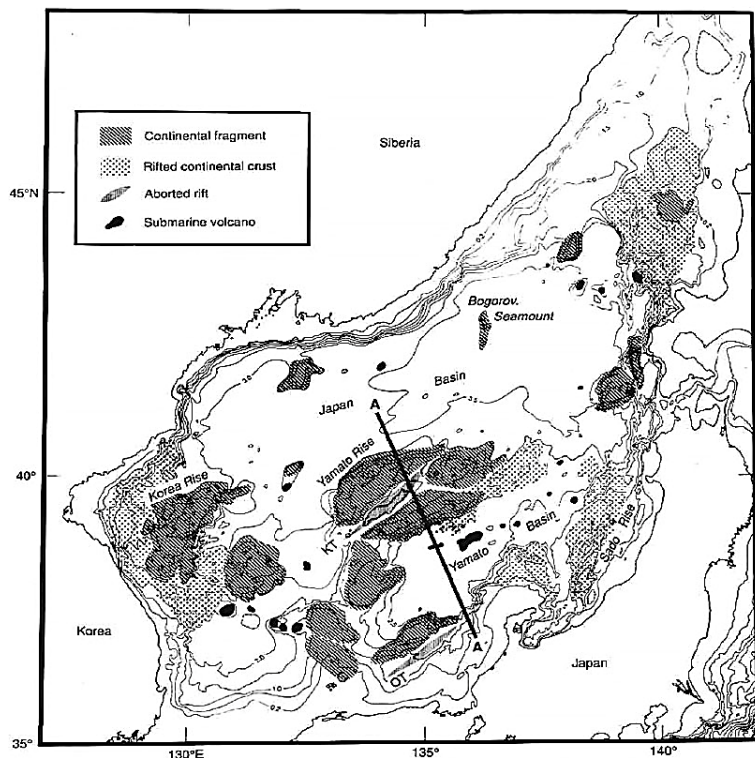 Continental fragment
Rifted continental crust
Aborted rift
Submarine volcano
Siberia
45°N
Bogorov.
Seamount
Basin
Japan
A
Yamato Rise
40°
Korea Rise
KT
Basin
Yamato
Sado Rise
Korea
A'
OT
Japan
35°
130°E
135°
140°